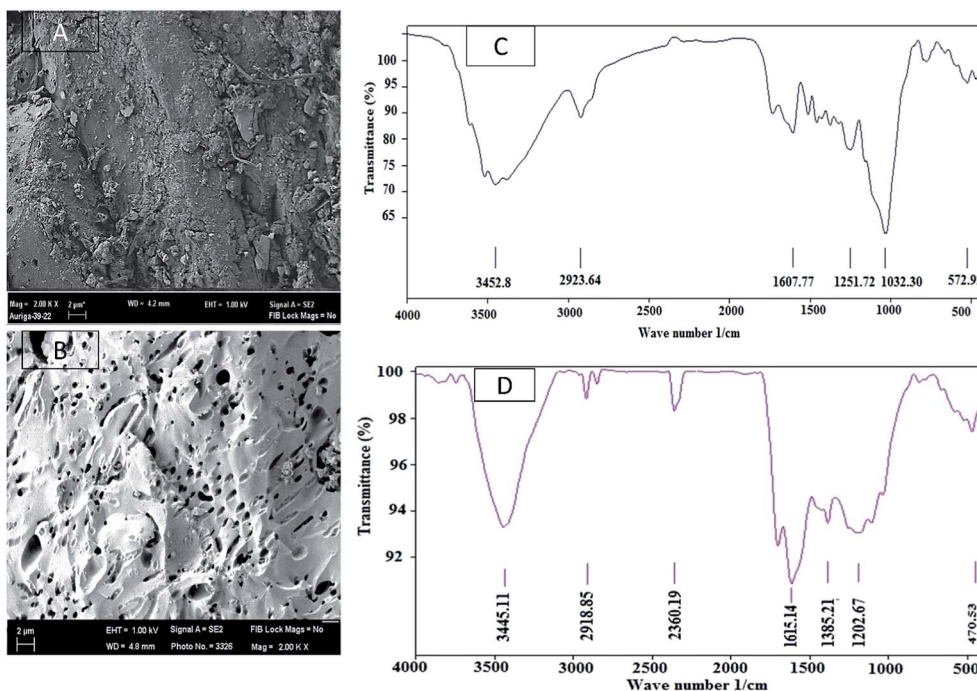 A
Mag = 2.00 K X 2 µm* WD = 4.2 mm EHT = 1.00 kV Signal A = SE2
Auriga-39-22 FIB Lock Mags = No
B
2 µm EHT = 1.00 kV Signal A = SE2 FIB Lock Mags = No
WD = 4.8 mm Photo No. = 3326 Mag = 2.00 K X
C
Transmittance (%)
100
95
90
80
70
65
3452.8 2923.64 1607.77 1251.72 1032.30 572.9
4000 3500 3000 2500 2000 1500 1000 500
Wave number 1/cm
D
Transmittance (%)
100
98
96
94
92
3445.11 2918.85 2360.19 1615.14 1385.21 1202.67 470.53
4000 3500 3000 2500 2000 1500 1000 500
Wave number 1/cm